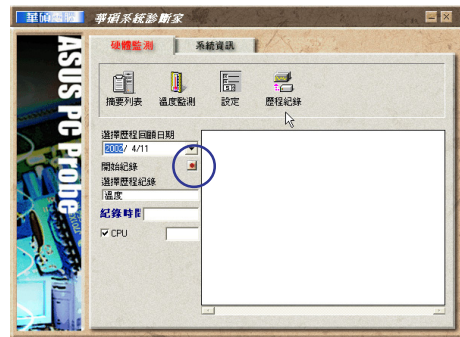 華碩電腦 華碩系統診斷家
硬體監測 系統資訊
ASUS PC Probe
摘要列表 溫度監測 設定 歷程紀錄
選擇歷程回顧日期
2002/ 4/11
開始紀錄
選擇歷程紀錄
溫度
紀錄時間
CPU